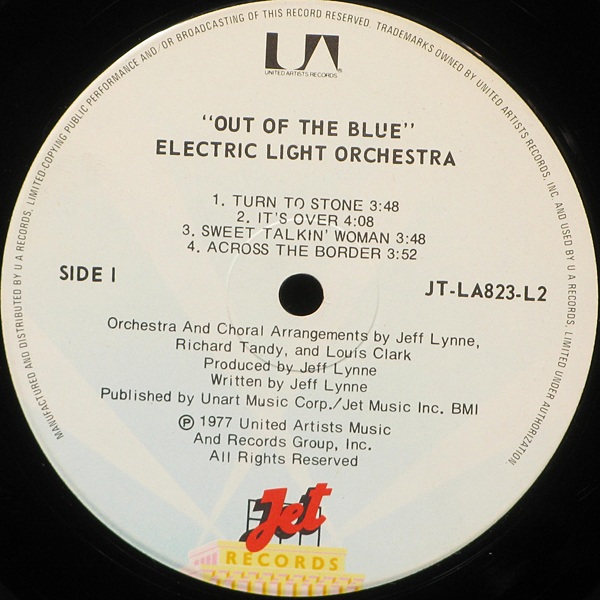 MANUFACTURED AND DISTRIBUTED BY U A RECORDS, LIMITED·COPYING PUBLIC PERFORMANCE AND/OR BROADCASTING OF THIS RECORD RESERVED. TRADEMARKS OWNED BY UNITED ARTISTS RECORDS, INC. AND USED BY U A RECORDS, LIMITED UNDER AUTHORIZATION.
UA
UNITED ARTISTS RECORDS
"OUT OF THE BLUE"
ELECTRIC LIGHT ORCHESTRA
1. TURN TO STONE 3:48
2. IT'S OVER 4:08
3. SWEET TALKIN' WOMAN 3:48
4. ACROSS THE BORDER 3:52
SIDE I
JT-LA823-L2
Orchestra And Choral Arrangements by Jeff Lynne,
Richard Tandy, and Louis Clark
Produced by Jeff Lynne
Written by Jeff Lynne
Published by Unart Music Corp./Jet Music Inc. BMI
℗ 1977 United Artists Music
And Records Group, Inc.
All Rights Reserved
Jet
RECORDS